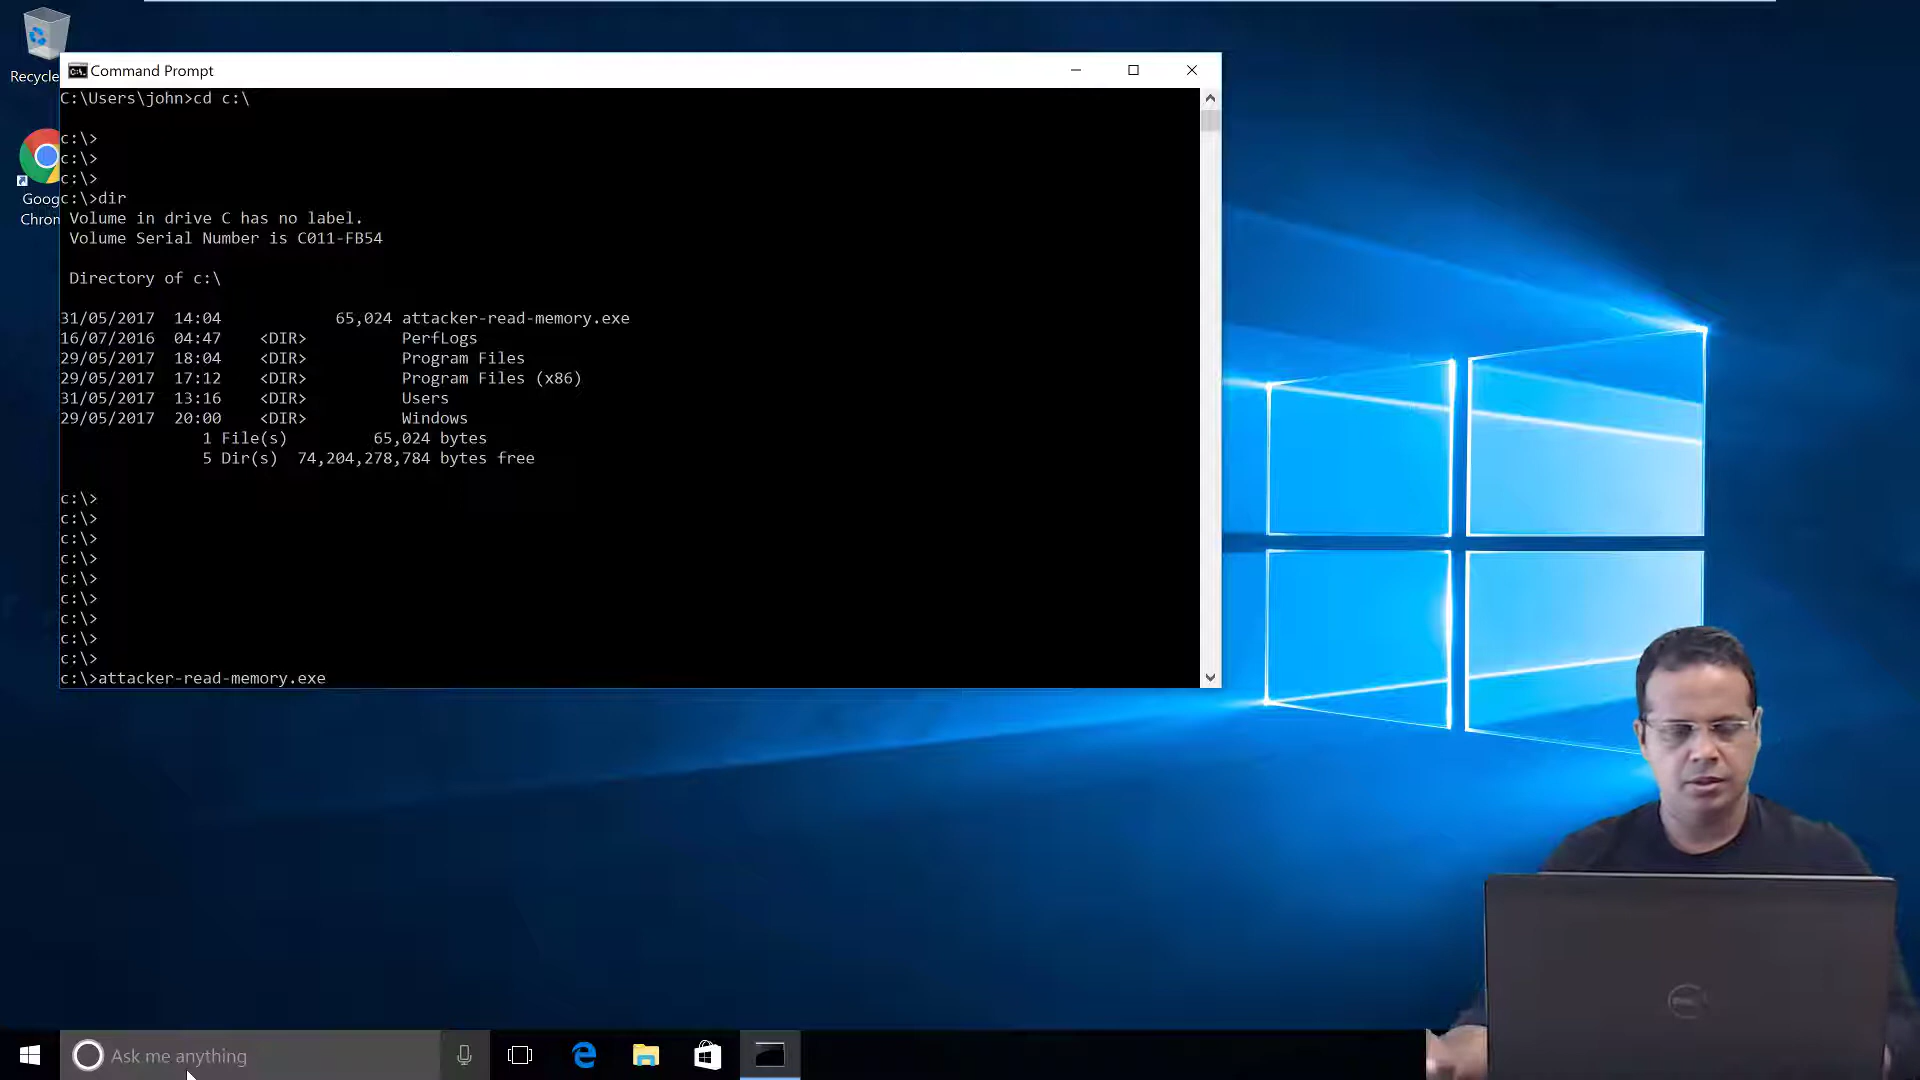 Recycle
Goog
Chron
Command Prompt
C:\Users\john>cd c:\
c:\>
c:\>
c:\>
c:\>dir
Volume in drive C has no label.
Volume Serial Number is C011-FB54
Directory of c:\
31/05/2017 14:04 65,024 attacker-read-memory.exe
16/07/2016 04:47 <DIR> PerfLogs
29/05/2017 18:04 <DIR> Program Files
29/05/2017 17:12 <DIR> Program Files (x86)
31/05/2017 13:16 <DIR> Users
29/05/2017 20:00 <DIR> Windows
1 File(s) 65,024 bytes
5 Dir(s) 74,204,278,784 bytes free
c:\>
c:\>
c:\>
c:\>
c:\>
c:\>
c:\>
c:\>
c:\>
c:\>attacker-read-memory.exe
Ask me anything
DELL